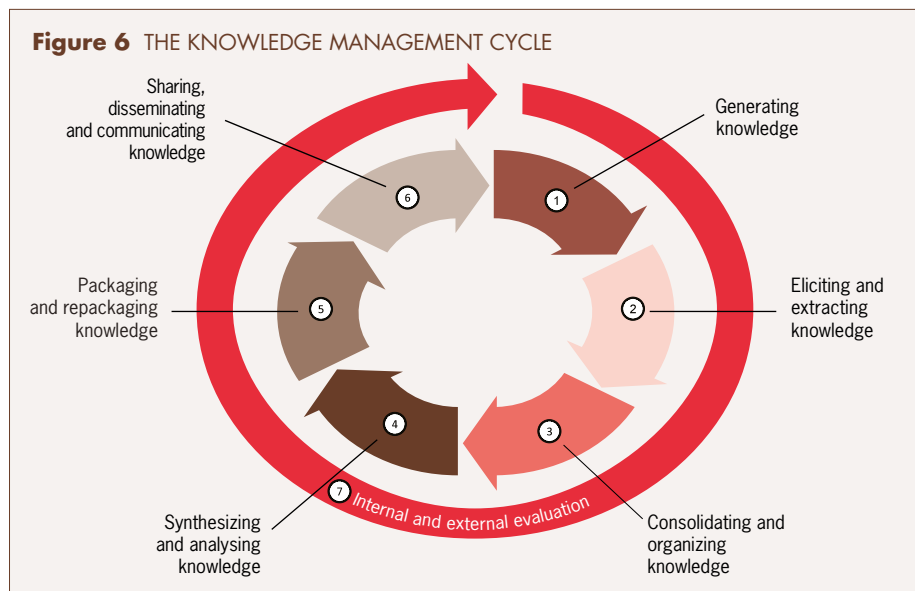 Figure 6 THE KNOWLEDGE MANAGEMENT CYCLE
Sharing,
disseminating
and communicating
knowledge
Generating
knowledge
6
1
Packaging
and repackaging
knowledge
5
2
Eliciting and
extracting
knowledge
4
3
7
Internal and external evaluation
Synthesizing
and analysing
knowledge
Consolidating and
organizing
knowledge